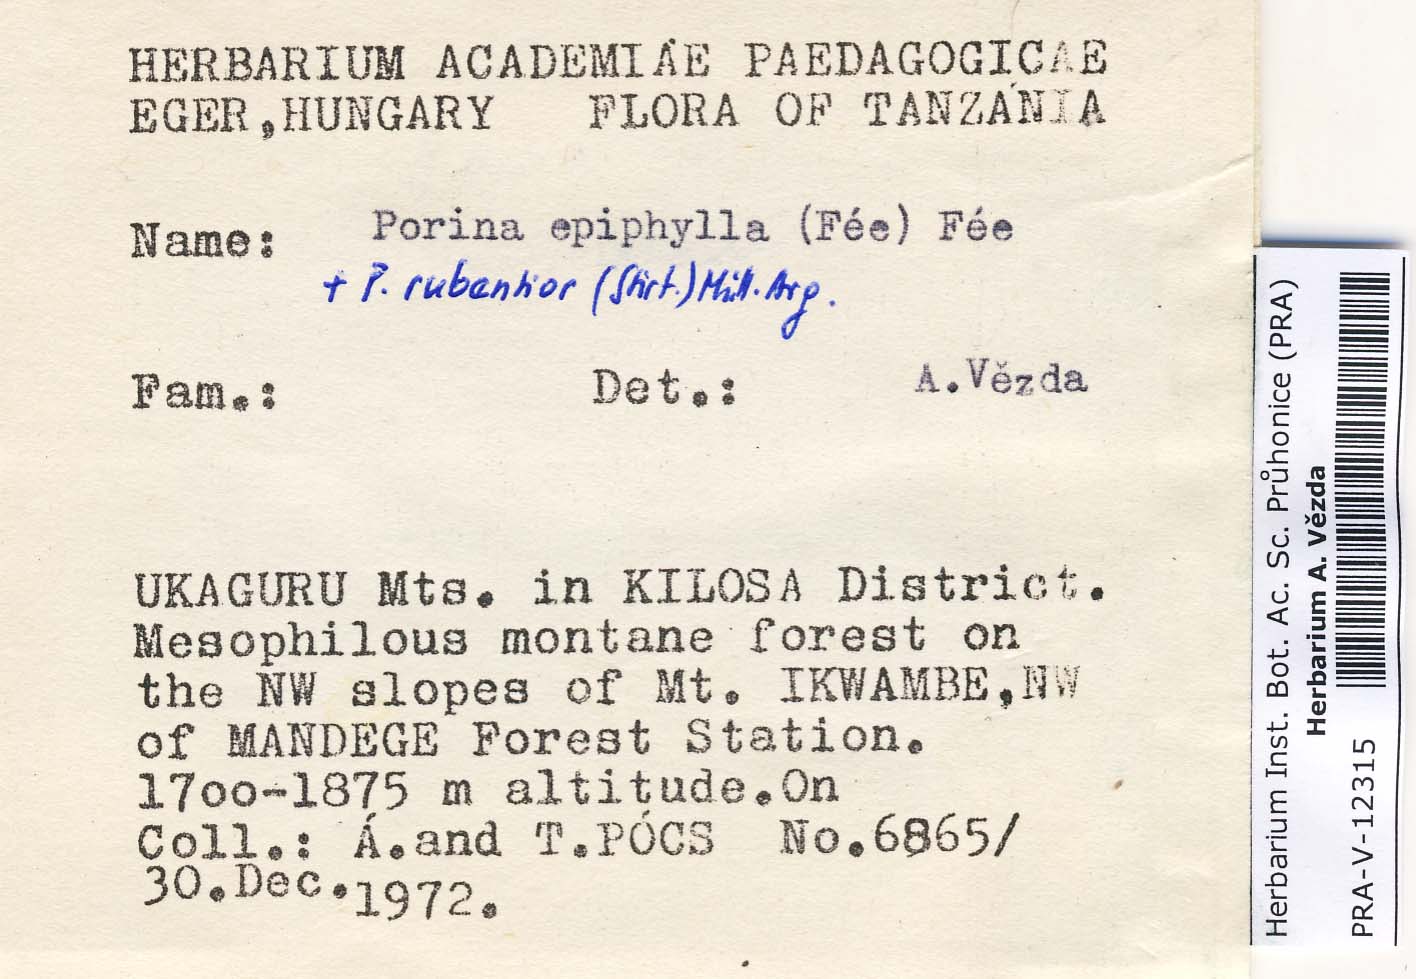 HERBARIUM ACADEMIÁE PAEDAGOGICAE
EGER,HUNGARY FLORA OF TANZÁNIA
Name: Porina epiphylla (Fée) Fée
+ P. rubentior (Stirt.) Müll. Arg.
Fam.: Det.: A.Vězda
UKAGURU Mts. in KILOSA District.
Mesophilous montane forest on
the NW slopes of Mt. IKWAMBE,NW
of MANDEGE Forest Station.
17oo-1875 m altitude.On
Coll.: Á.and T.PÓCS No.6865/
30.Dec.1972.
Herbarium Inst. Bot. Ac. Sc. Průhonice (PRA)
Herbarium A. Vězda
PRA-V-12315